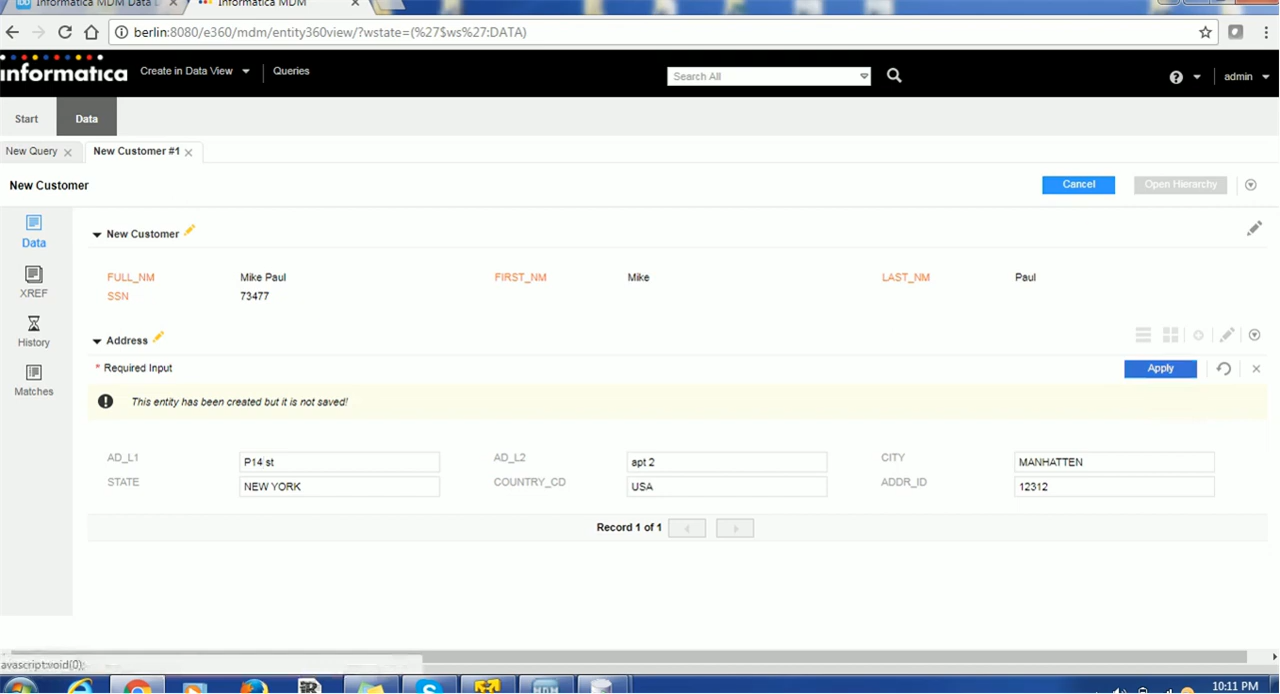 Informatica MDM Data D
Informatica MDM
berlin:8080/e360/mdm/entity360view/?wstate=(%27$ws%27:DATA)
informatica Create in Data View Queries Search All admin
Start Data
New Query New Customer #1
New Customer Cancel Open Hierarchy
Data
New Customer
FULL_NM Mike Paul FIRST_NM Mike LAST_NM Paul
XREF
SSN 73477
History
Address
* Required Input Apply
Matches
This entity has been created but it is not saved!
AD_L1 P14 st AD_L2 apt 2 CITY MANHATTEN
STATE NEW YORK COUNTRY_CD USA ADDR_ID 12312
Record 1 of 1
avascript:void(0);
MDM
10:11 PM